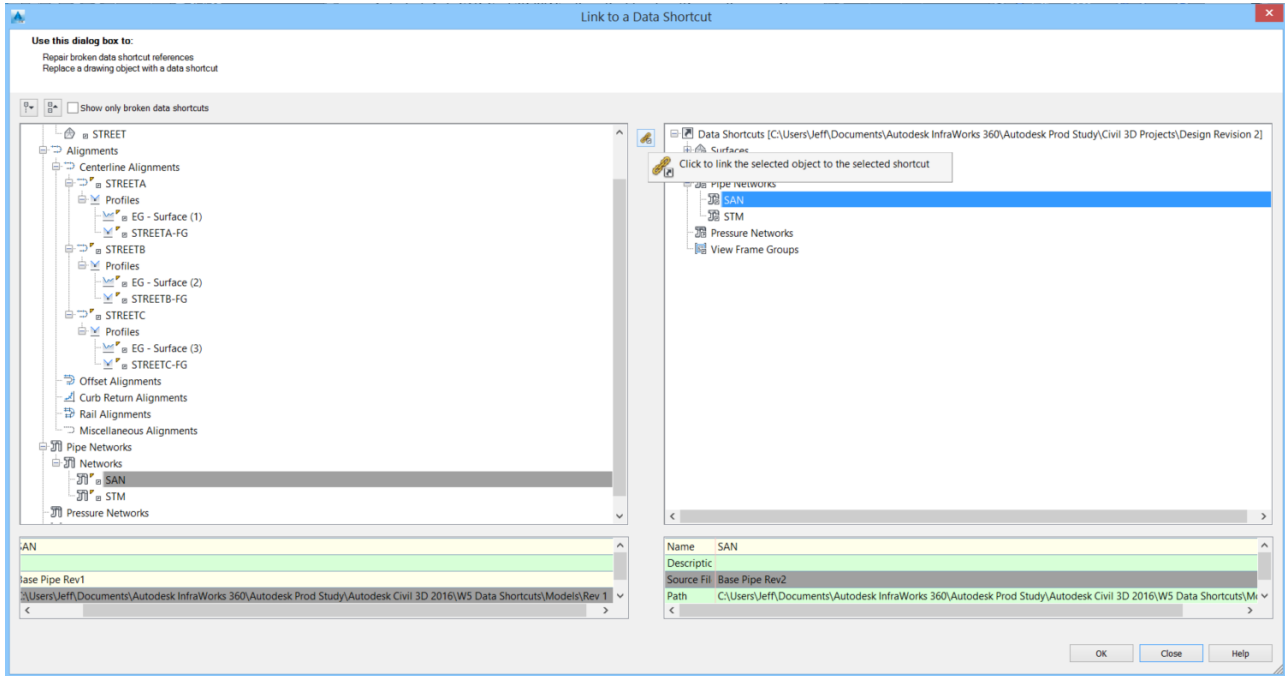 Link to a Data Shortcut
Use this dialog box to:
Repair broken data shortcut references
Replace a drawing object with a data shortcut
Show only broken data shortcuts
STREET
Alignments
Centerline Alignments
STREETA
Profiles
EG - Surface (1)
STREETA-FG
STREETB
Profiles
EG - Surface (2)
STREETB-FG
STREETC
Profiles
EG - Surface (3)
STREETC-FG
Offset Alignments
Curb Return Alignments
Rail Alignments
Miscellaneous Alignments
Pipe Networks
Networks
SAN
STM
Pressure Networks
Data Shortcuts [C:\Users\Jeff\Documents\Autodesk InfraWorks 360\Autodesk Prod Study\Civil 3D Projects\Design Revision 2]
Surfaces
Click to link the selected object to the selected shortcut
Pipe Networks
SAN
STM
Pressure Networks
View Frame Groups
AN
Base Pipe Rev1
:\Users\Jeff\Documents\Autodesk InfraWorks 360\Autodesk Prod Study\Autodesk Civil 3D 2016\W5 Data Shortcuts\Models\Rev 1
Name SAN
Descriptic
Source Fil Base Pipe Rev2
Path C:\Users\Jeff\Documents\Autodesk InfraWorks 360\Autodesk Prod Study\Autodesk Civil 3D 2016\W5 Data Shortcuts\Mo
OK Close Help